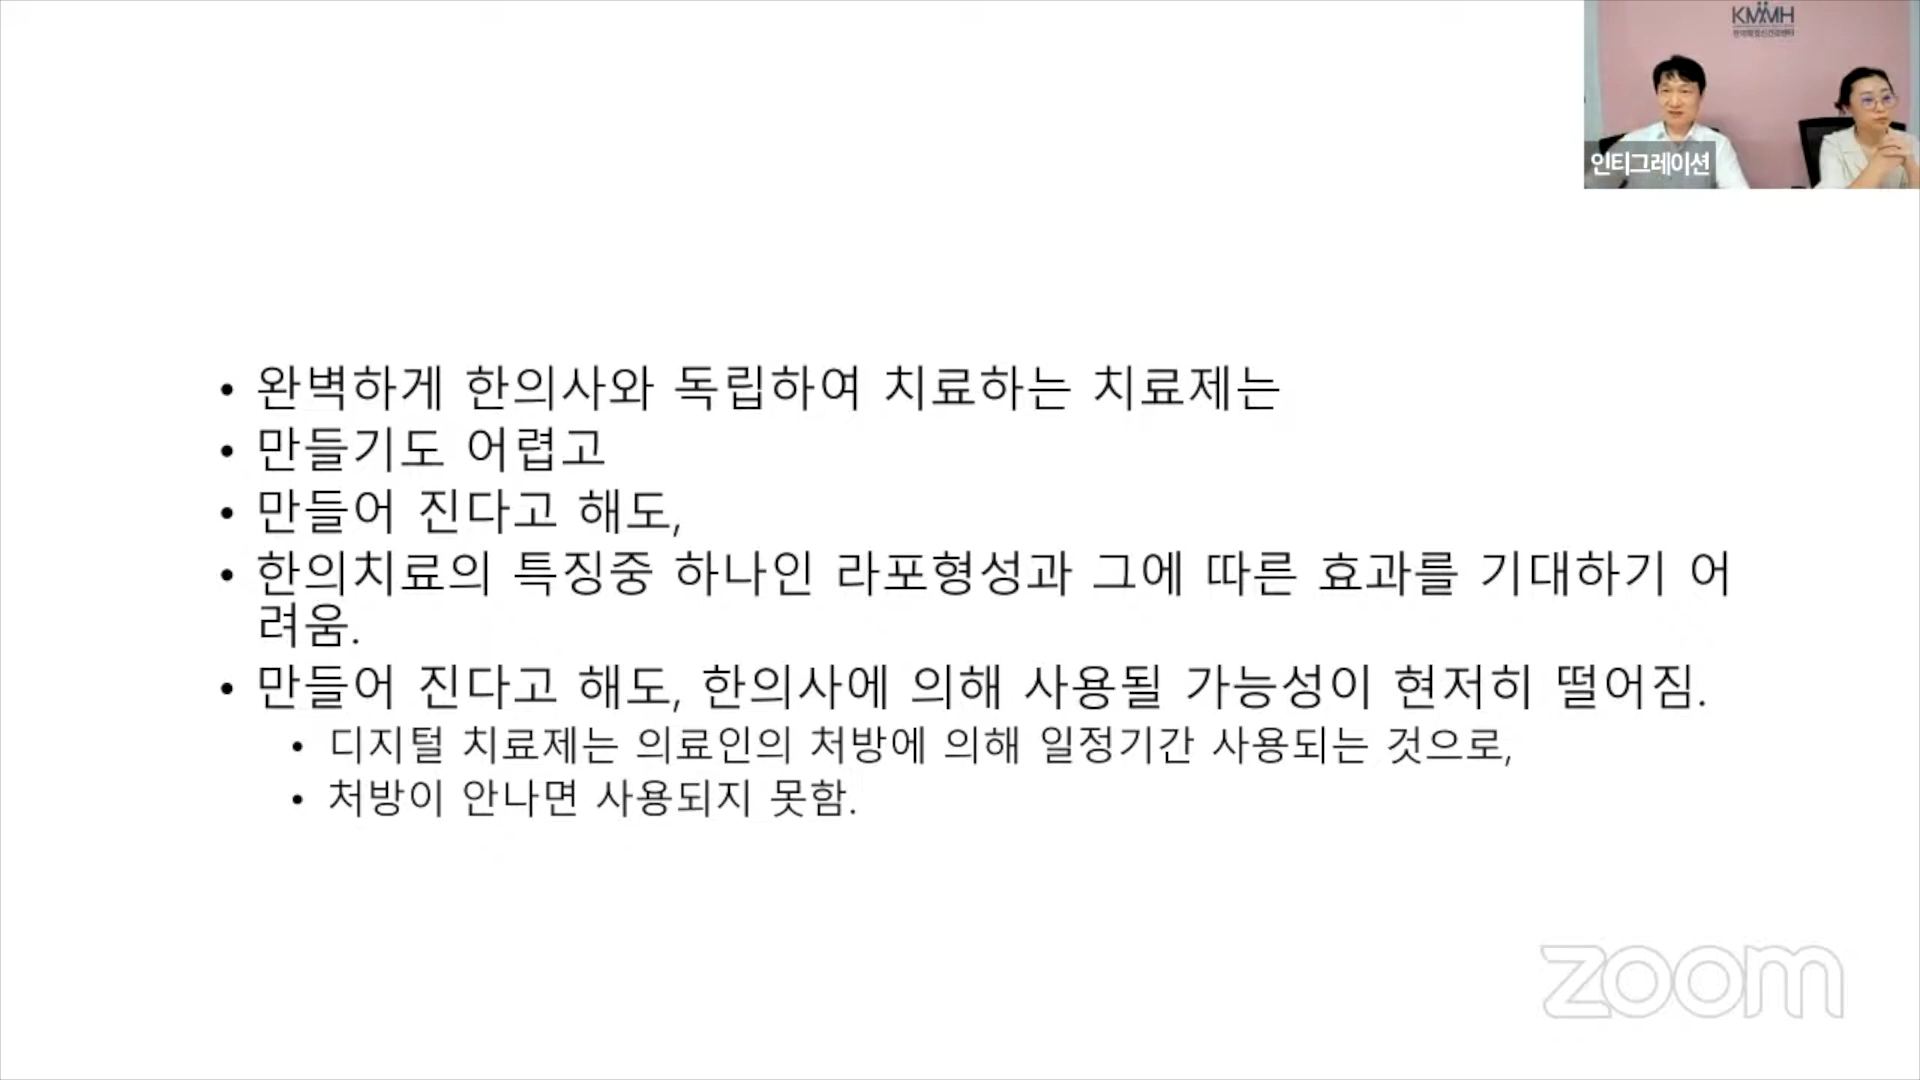 KMMH
인티그레이션
• 완벽하게 한의사와 독립하여 치료하는 치료제는
• 만들기도 어렵고
• 만들어 진다고 해도,
• 한의치료의 특징중 하나인 라포형성과 그에 따른 효과를 기대하기 어
려움.
• 만들어 진다고 해도, 한의사에 의해 사용될 가능성이 현저히 떨어짐.
• 디지털 치료제는 의료인의 처방에 의해 일정기간 사용되는 것으로,
• 처방이 안나면 사용되지 못함.
zoom